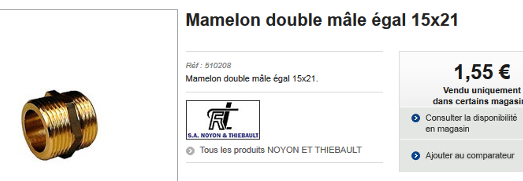 Mamelon double mâle égal 15x21
Réf : 510208
Mamelon double mâle égal 15x21.
S.A. NOYON & THIEBAULT
Tous les produits NOYON ET THIEBAULT
1,55 €
Vendu uniquement
dans certains magasin
Consulter la disponibilité
en magasin
Ajouter au comparateur